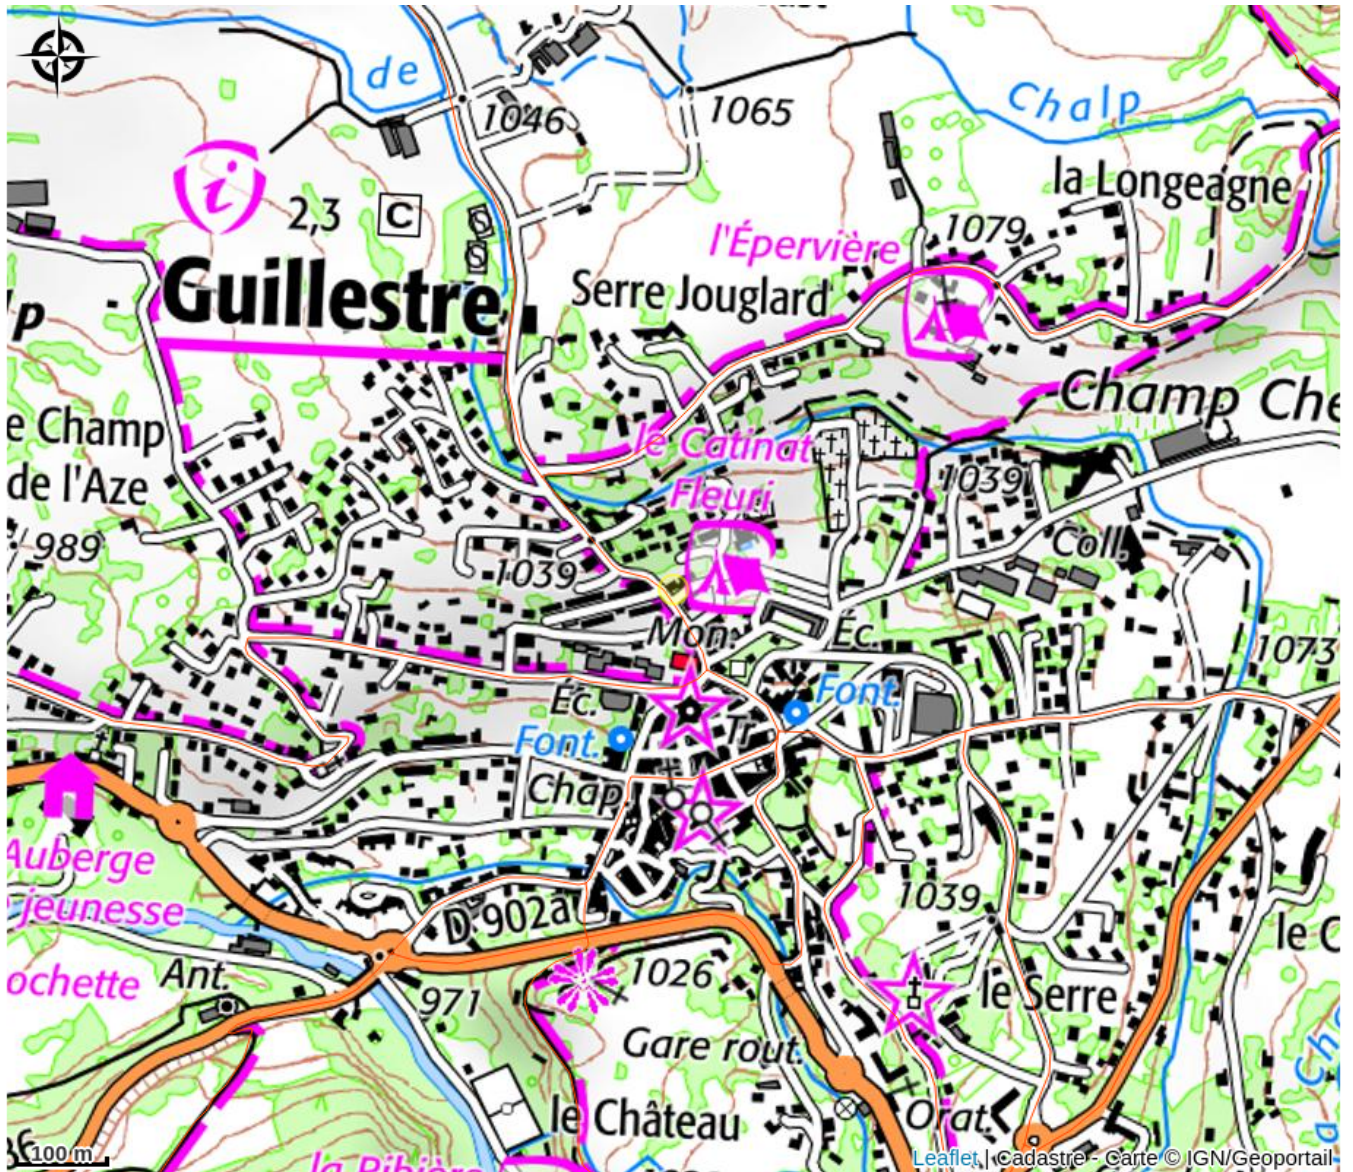 de
1046
1065
Chalp
la Longeagne
2,3
C
1079
l'Épervière
S
S
Guillestre
Serre Jouglard
Champ Che
e Champ
de l'Aze
le Catinat
Fleuri
1039
989
1039
Coll.
Mon.
Éc.
1073
Éc.
Font.
Font.
Tr
Chap.
Auberge
jeunesse
D 902a
1039
le C
ochette
Ant.
971
1026
le Serre
Gare rout.
le Château
Orat.
100 m
Leaflet | Cadastre - Carte © IGN/Geoportail